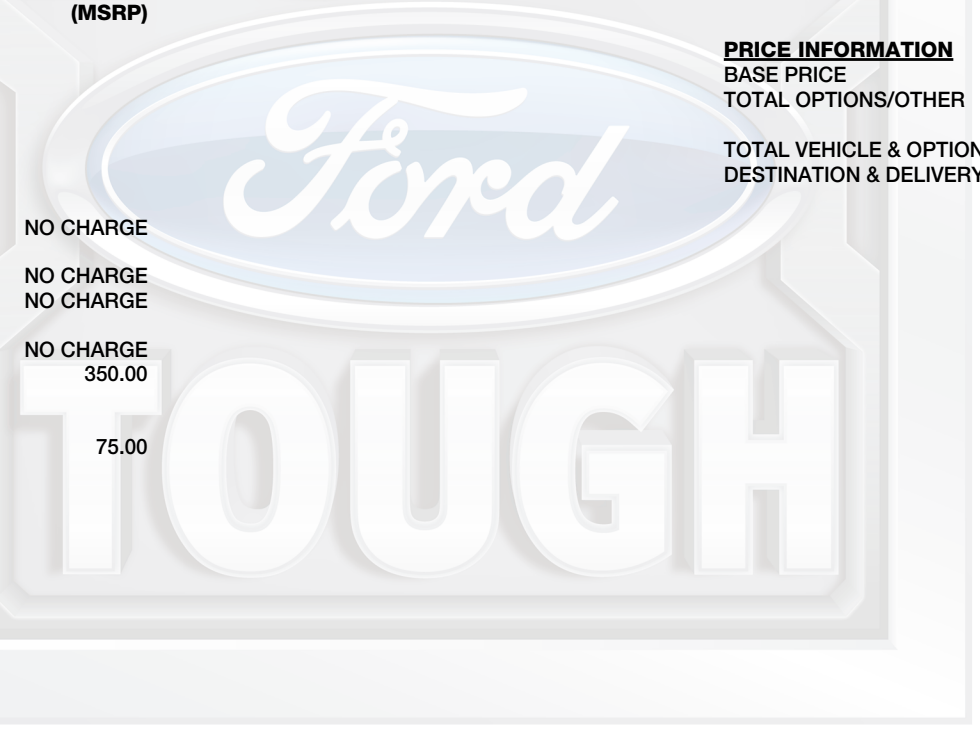 (MSRP)
NO CHARGE
NO CHARGE
NO CHARGE
NO CHARGE
350.00
75.00
PRICE INFORMATION
BASE PRICE
TOTAL OPTIONS/OTHER
TOTAL VEHICLE & OPTION
DESTINATION & DELIVERY
Ford
TOUGH